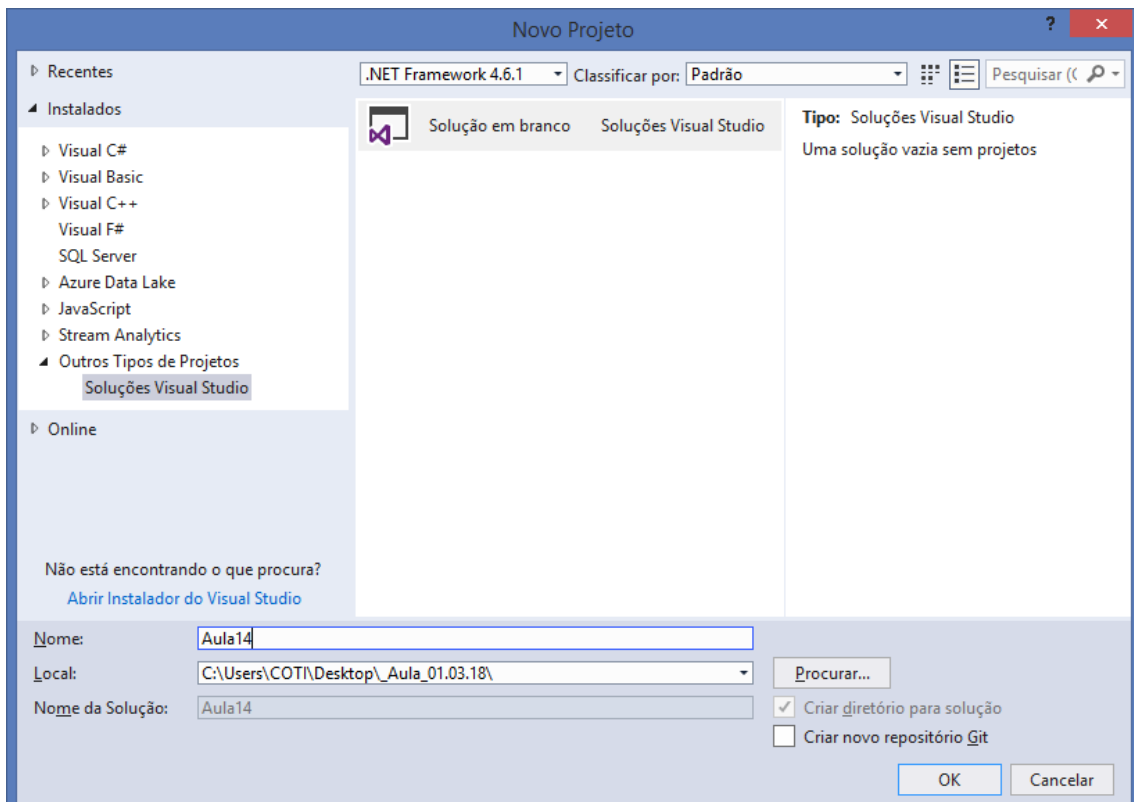 Novo Projeto
?
Recentes
.NET Framework 4.6.1
Classificar por:
Padrão
Pesquisar ((
Instalados
Visual C#
Visual Basic
Visual C++
Visual F#
SQL Server
Azure Data Lake
JavaScript
Stream Analytics
Outros Tipos de Projetos
Soluções Visual Studio
Online
Não está encontrando o que procura?
Abrir Instalador do Visual Studio
Solução em branco Soluções Visual Studio
Tipo: Soluções Visual Studio
Uma solução vazia sem projetos
Nome: Aula14
Local: C:\Users\COTI\Desktop\_Aula_01.03.18\ Procurar...
Nome da Solução: Aula14
Criar diretório para solução
Criar novo repositório Git
OK Cancelar